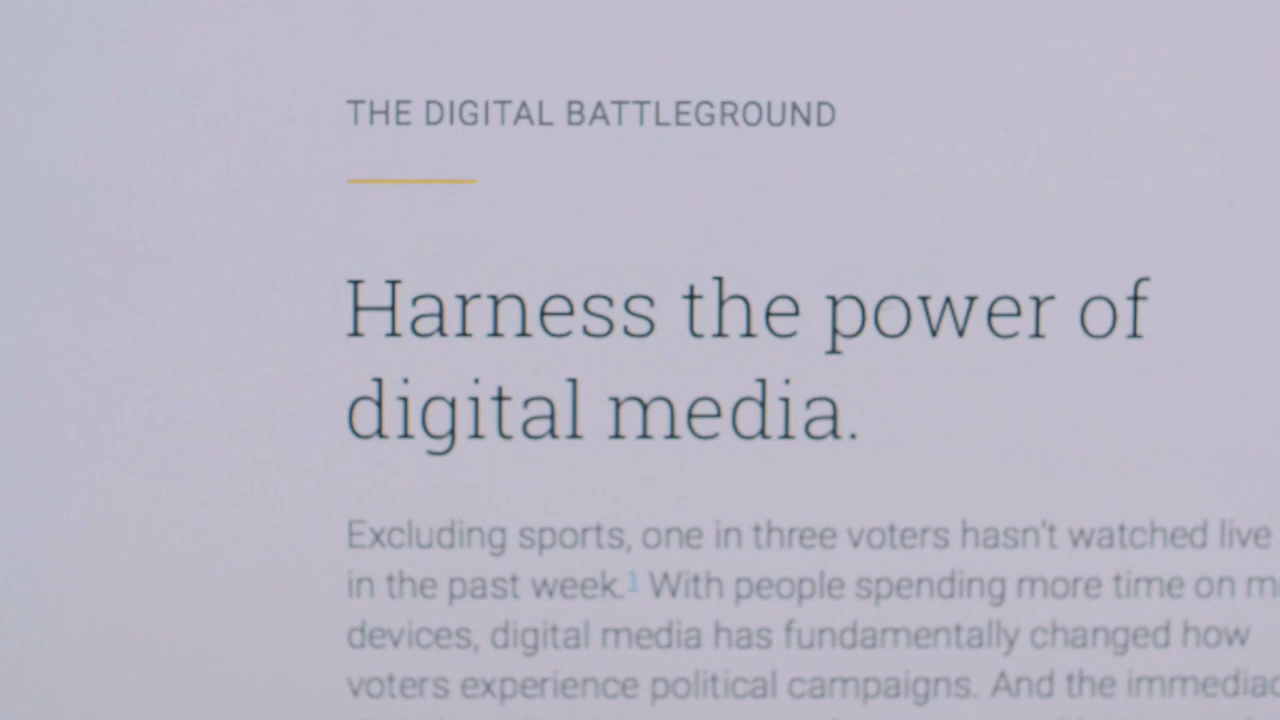 THE DIGITAL BATTLEGROUND
Harness the power of
digital media.
Excluding sports, one in three voters hasn't watched live
in the past week.1 With people spending more time on
devices, digital media has fundamentally changed how
voters experience political campaigns. And the